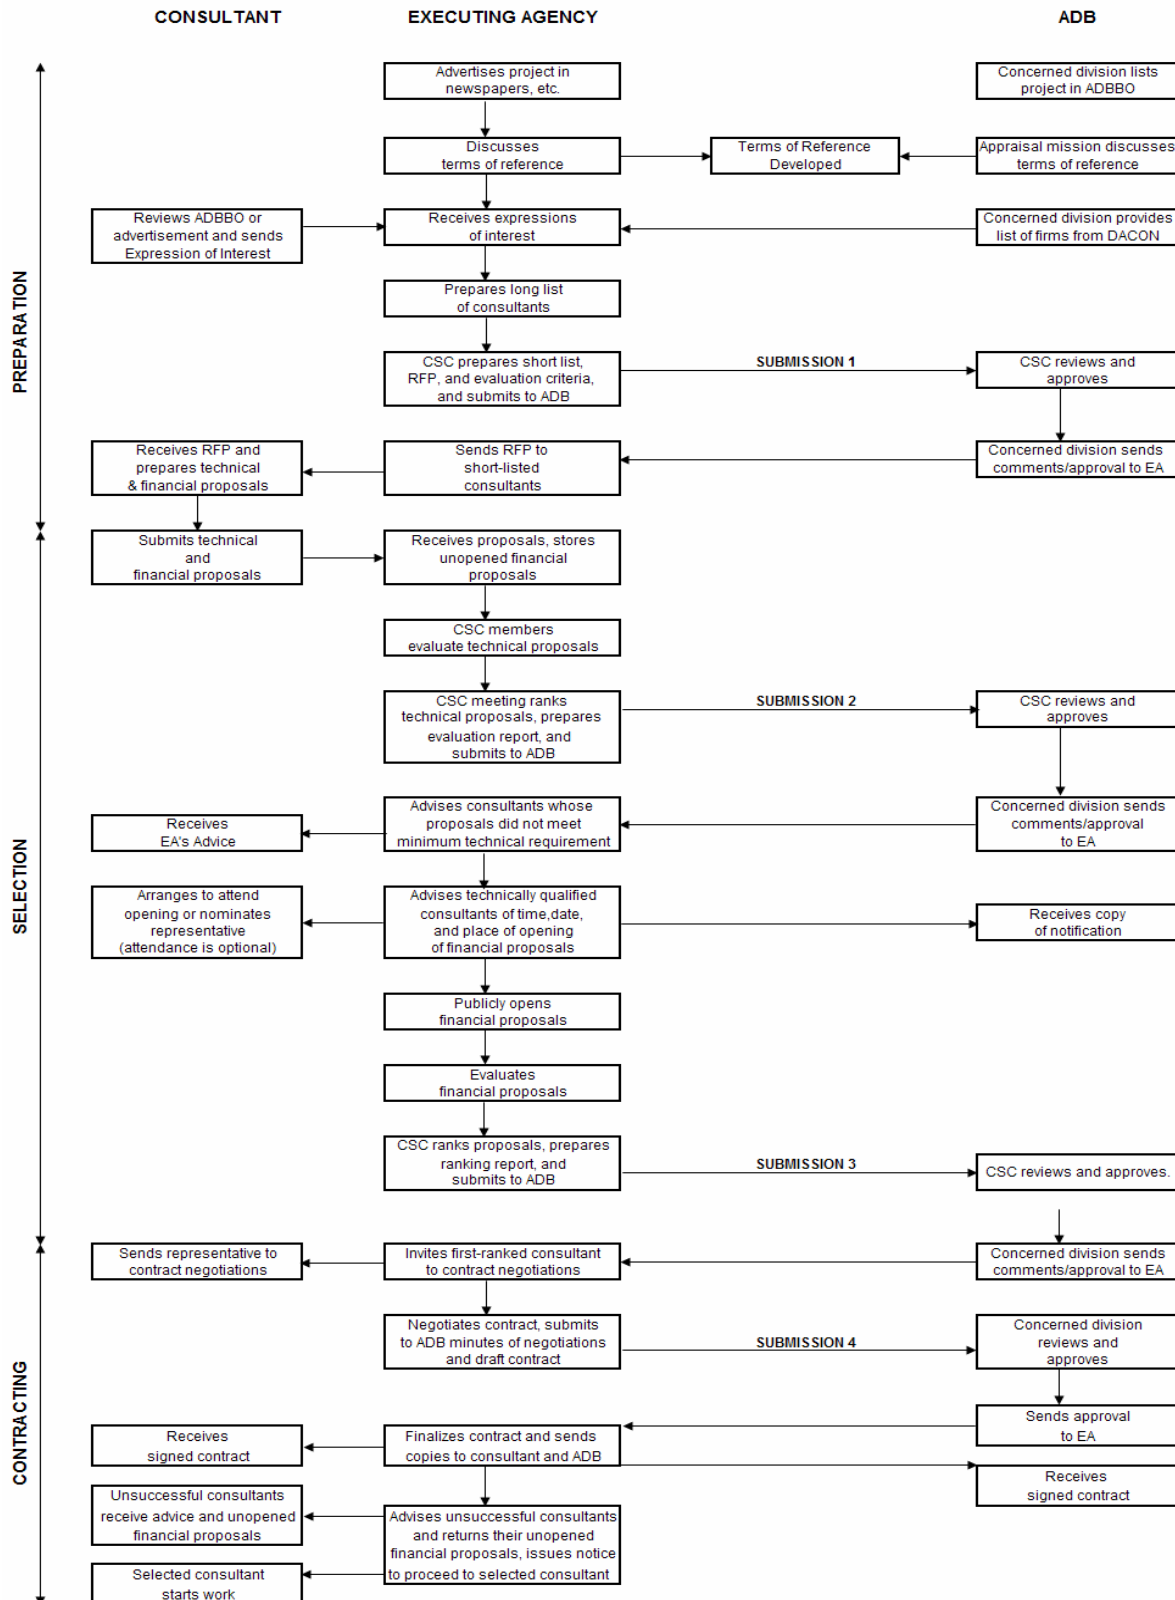 CONSULTANT
EXECUTING AGENCY
ADB
Advertises project in
newspapers, etc.
Concerned division lists
project in ADBBO
Discusses
terms of reference
Terms of Reference
Developed
Appraisal mission discusses
terms of reference
Reviews ADBBO or
advertisement and sends
Expression of Interest
Receives expressions
of interest
Concerned division provides
list of firms from DACON
PREPARATION
Prepares long list
of consultants
CSC prepares short list,
RFP, and evaluation criteria,
and submits to ADB
SUBMISSION 1
CSC reviews and
approves
Receives RFP and
prepares technical
& financial proposals
Sends RFP to
short-listed
consultants
Concerned division sends
comments/approval to EA
Submits technical
and
financial proposals
Receives proposals, stores
unopened financial
proposals
CSC members
evaluate technical proposals
CSC meeting ranks
technical proposals, prepares
evaluation report, and
submits to ADB
SUBMISSION 2
CSC reviews and
approves
Receives
EA's Advice
Advises consultants whose
proposals did not meet
minimum technical requirement
Concerned division sends
comments/approval
to EA
SELECTION
Arranges to attend
opening or nominates
representative
(attendance is optional)
Advises technically qualified
consultants of time,date,
and place of opening
of financial proposals
Receives copy
of notification
Publicly opens
financial proposals
Evaluates
financial proposals
CSC ranks proposals, prepares
ranking report, and
submits to ADB
SUBMISSION 3
CSC reviews and approves.
Sends representative to
contract negotiations
Invites first-ranked consultant
to contract negotiations
Concerned division sends
comments/approval to EA
Negotiates contract, submits
to ADB minutes of negotiations
and draft contract
SUBMISSION 4
Concerned division
reviews and
approves
CONTRACTING
Receives
signed contract
Finalizes contract and sends
copies to consultant and ADB
Sends approval
to EA
Receives
signed contract
Unsuccessful consultants
receive advice and unopened
financial proposals
Advises unsuccessful consultants
and returns their unopened
financial proposals, issues notice
to proceed to selected consultant
Selected consultant
starts work